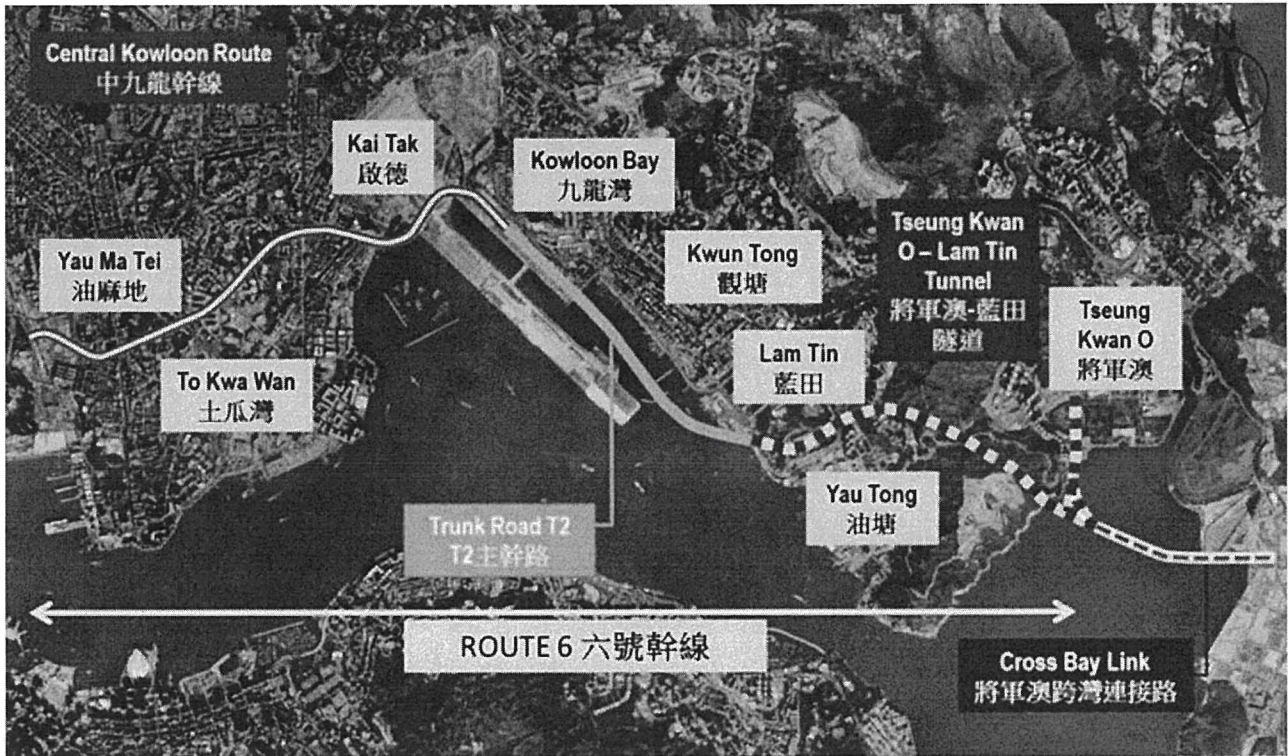 Central Kowloon Route
中九龍幹線
N
Kai Tak
啟德
Kowloon Bay
九龍灣
Yau Ma Tei
油麻地
Kwun Tong
觀塘
Tseung Kwan
O – Lam Tin
Tunnel
將軍澳-藍田
隧道
Tseung
Kwan O
將軍澳
To Kwa Wan
土瓜灣
Lam Tin
藍田
Yau Tong
油塘
Trunk Road T2
T2主幹路
ROUTE 6 六號幹線
Cross Bay Link
將軍澳跨灣連接路